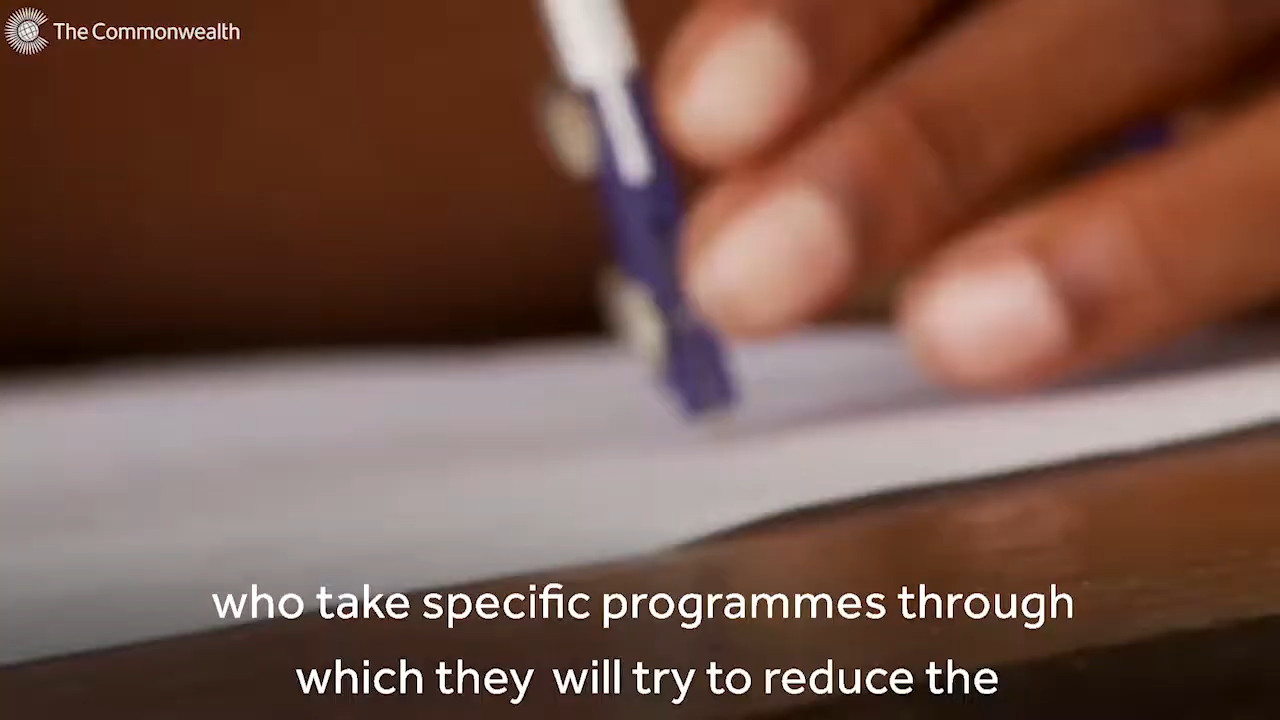 The Commonwealth
who take specific programmes through
which they will try to reduce the